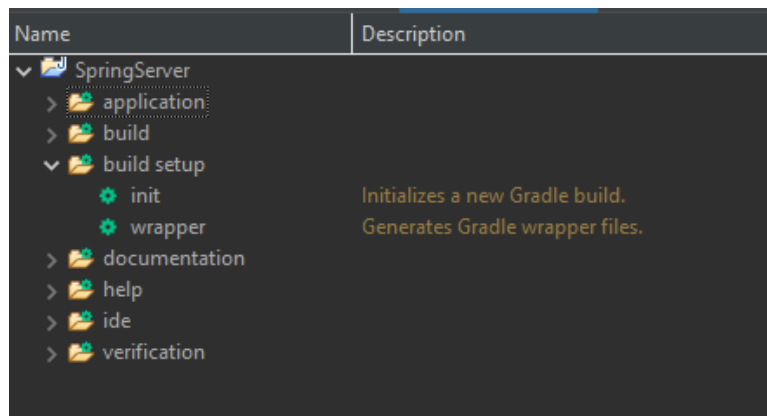 Name Description
SpringServer
application
build
build setup
init Initializes a new Gradle build.
wrapper Generates Gradle wrapper files.
documentation
help
ide
verification